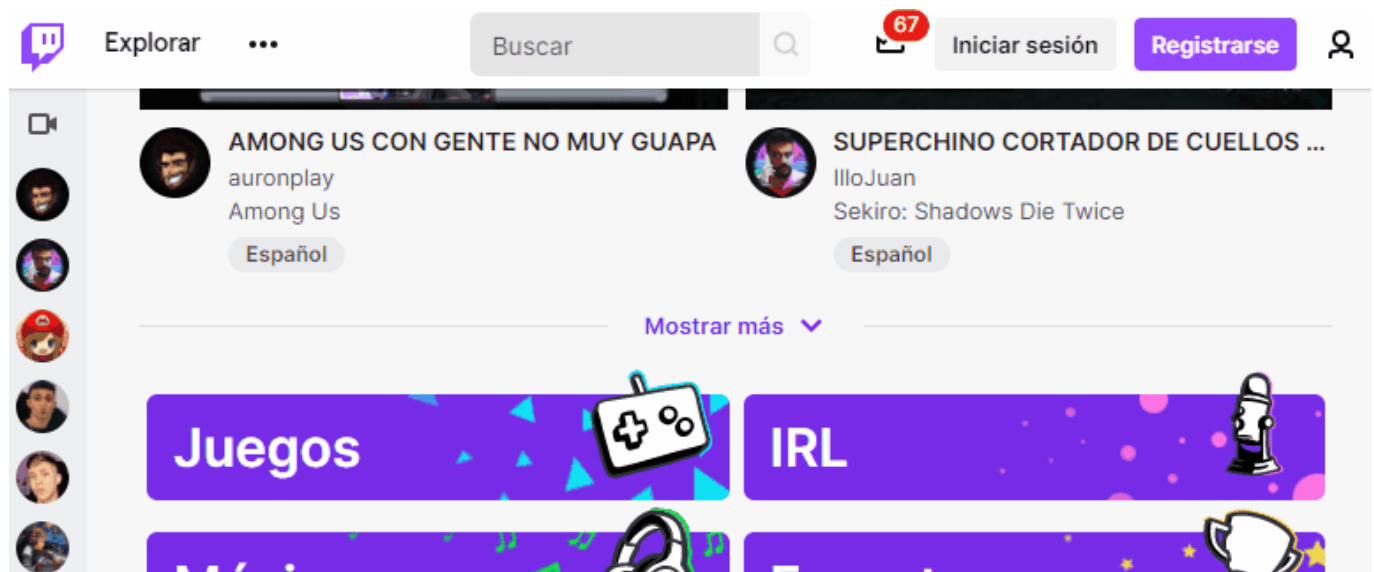 Explorar
Buscar
67
Iniciar sesión
Registrarse
AMONG US CON GENTE NO MUY GUAPA
auronplay
Among Us
Español
SUPERCHINO CORTADOR DE CUELLOS ...
IlloJuan
Sekiro: Shadows Die Twice
Español
Mostrar más
Juegos
IRL